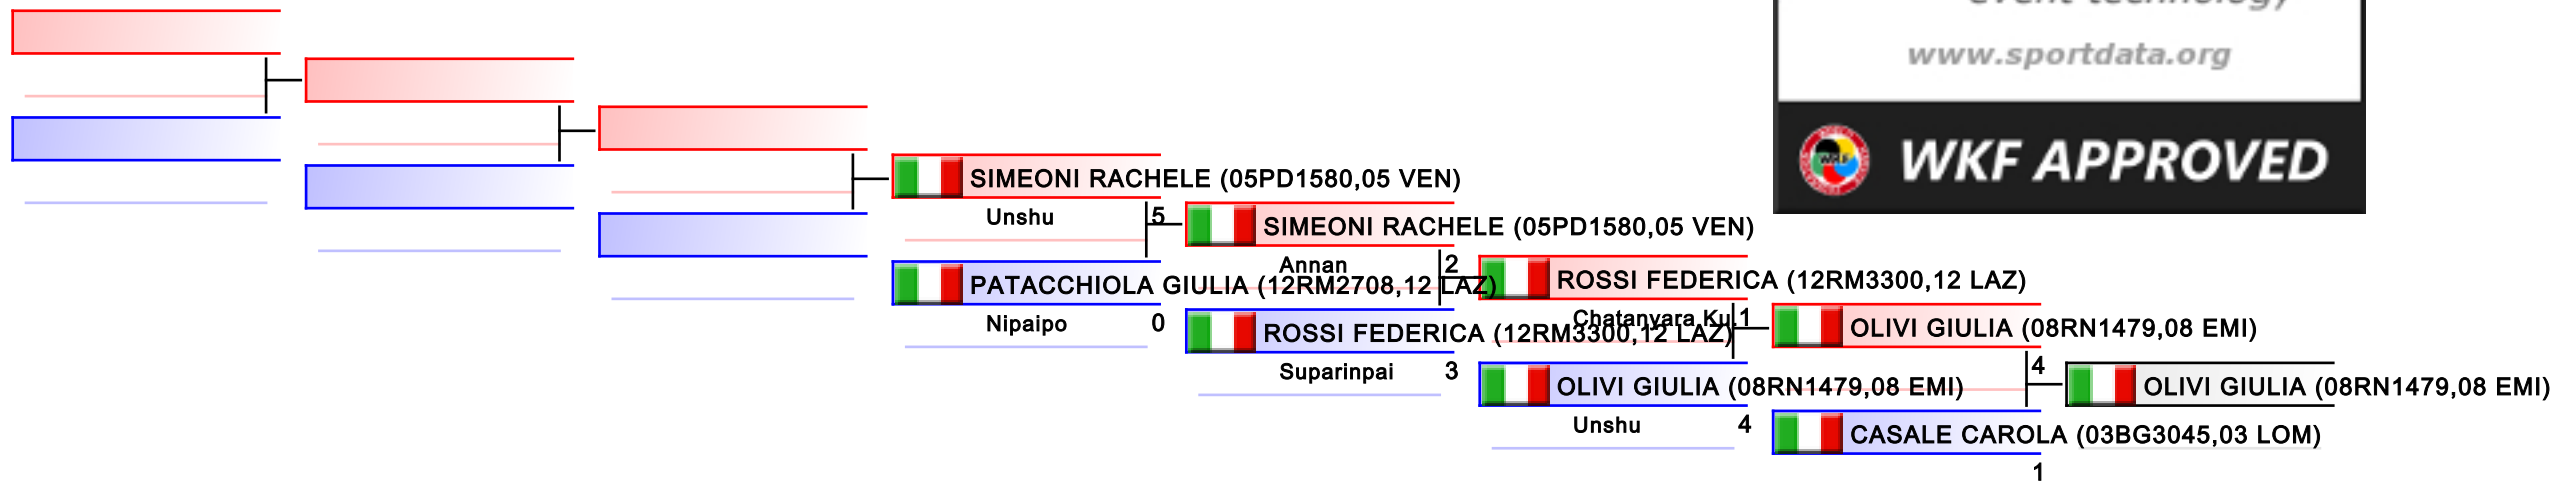 event technology
www.sportdata.org
WKF APPROVED
SIMEONI RACHELE (05PD1580,05 VEN)
Unshu
5
SIMEONI RACHELE (05PD1580,05 VEN)
PATACCHIOLA GIULIA (12RM2708,12 LAZ)
Nipaipo
0
Annan
2
ROSSI FEDERICA (12RM3300,12 LAZ)
ROSSI FEDERICA (12RM3300,12 LAZ)
Suparinpai
3
Chatanyara Ku
1
OLIVI GIULIA (08RN1479,08 EMI)
OLIVI GIULIA (08RN1479,08 EMI)
Unshu
4
4
OLIVI GIULIA (08RN1479,08 EMI)
CASALE CAROLA (03BG3045,03 LOM)
1